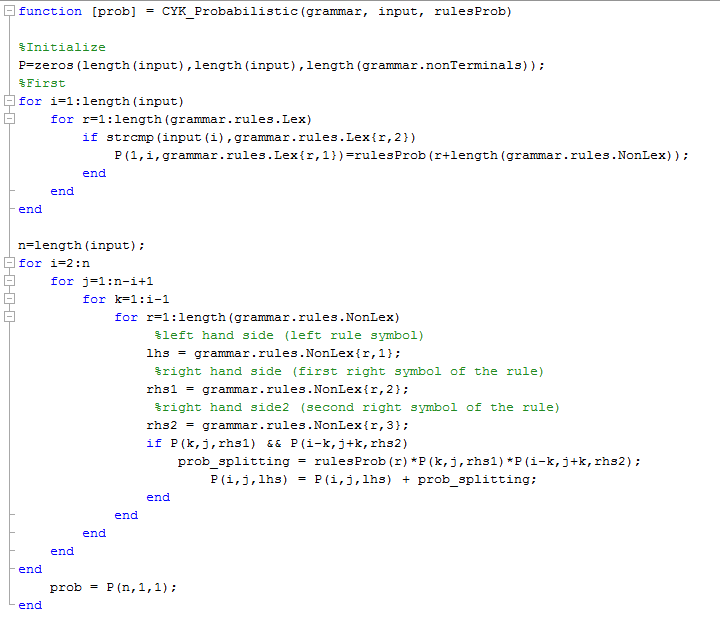 function [prob] = CYK_Probabilistic(grammar, input, rulesProb)
%Initialize
P=zeros(length(input),length(input),length(grammar.nonTerminals));
%First
for i=1:length(input)
for r=1:length(grammar.rules.Lex)
if strcmp(input(i),grammar.rules.Lex{r,2})
P(1,i,grammar.rules.Lex{r,1})=rulesProb(r+length(grammar.rules.NonLex));
end
end
end
n=length(input);
for i=2:n
for j=1:n-i+1
for k=1:i-1
for r=1:length(grammar.rules.NonLex)
%left hand side (left rule symbol)
lhs = grammar.rules.NonLex{r,1};
%right hand side (first right symbol of the rule)
rhs1 = grammar.rules.NonLex{r,2};
%right hand side2 (second right symbol of the rule)
rhs2 = grammar.rules.NonLex{r,3};
if P(k,j,rhs1) && P(i-k,j+k,rhs2)
prob_splitting = rulesProb(r)*P(k,j,rhs1)*P(i-k,j+k,rhs2);
P(i,j,lhs) = P(i,j,lhs) + prob_splitting;
end
end
end
end
end
prob = P(n,1,1);
end